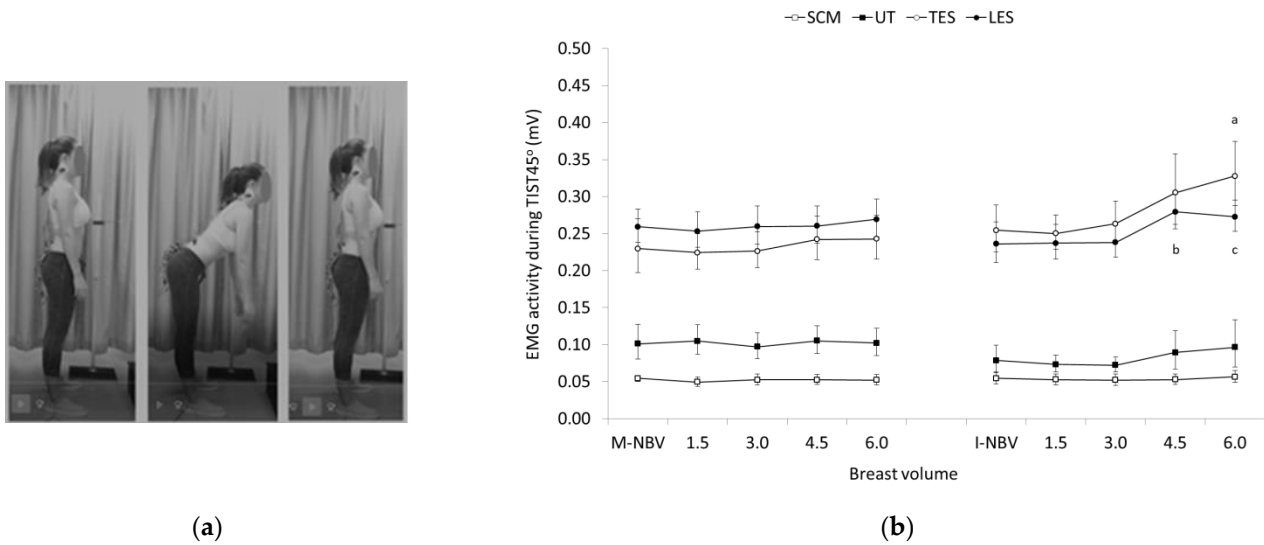 SCM UT TES LES
EMG activity during TIST45° (mV)
0.50
0.45
0.40
0.35
0.30
0.25
0.20
0.15
0.10
0.05
0.00
a
b c
M-NBV 1.5 3.0 4.5 6.0 I-NBV 1.5 3.0 4.5 6.0
Breast volume
(a) (b)